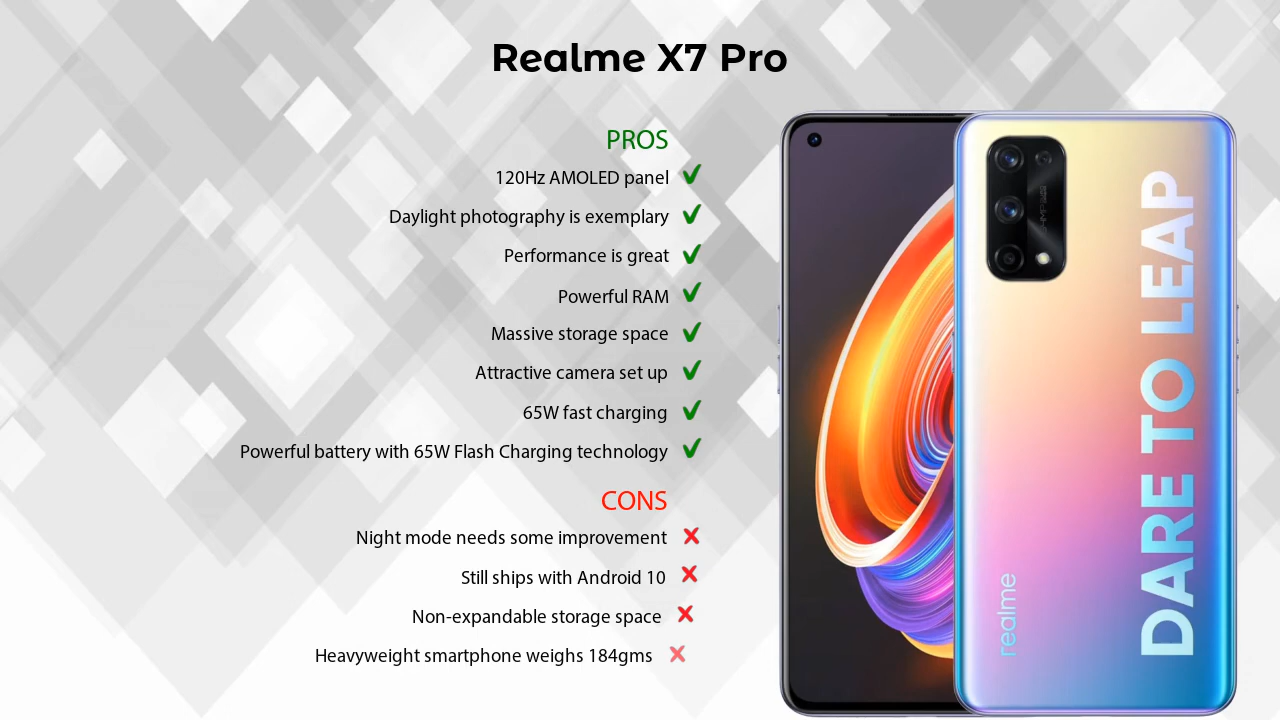 Realme X7 Pro
PROS
120Hz AMOLED panel
Daylight photography is exemplary
Performance is great
Powerful RAM
Massive storage space
Attractive camera set up
65W fast charging
Powerful battery with 65W Flash Charging technology
CONS
Night mode needs some improvement
Still ships with Android 10
Non-expandable storage space
Heavyweight smartphone weighs 184gms
realme
DARE TO LEAP